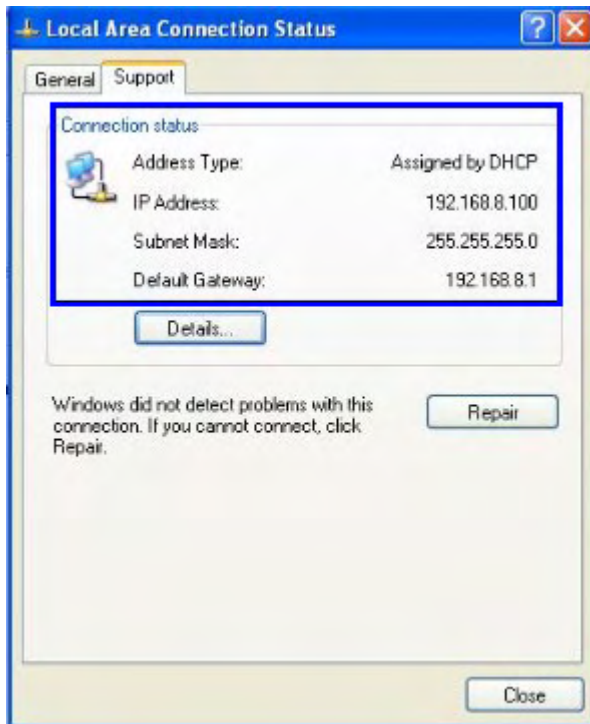 Local Area Connection Status
General Support
Connection status
Address Type: Assigned by DHCP
IP Address: 192.168.8.100
Subnet Mask: 255.255.255.0
Default Gateway: 192.168.8.1
Details...
Windows did not detect problems with this
connection. If you cannot connect, click
Repair.
Repair
Close